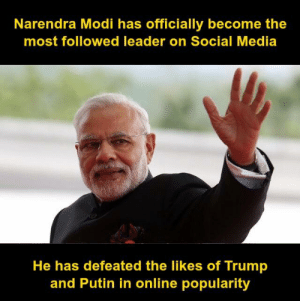 Narendra Modi has officially become the
most followed leader on Social Media
He has defeated the likes of Trump
and Putin in online popularity